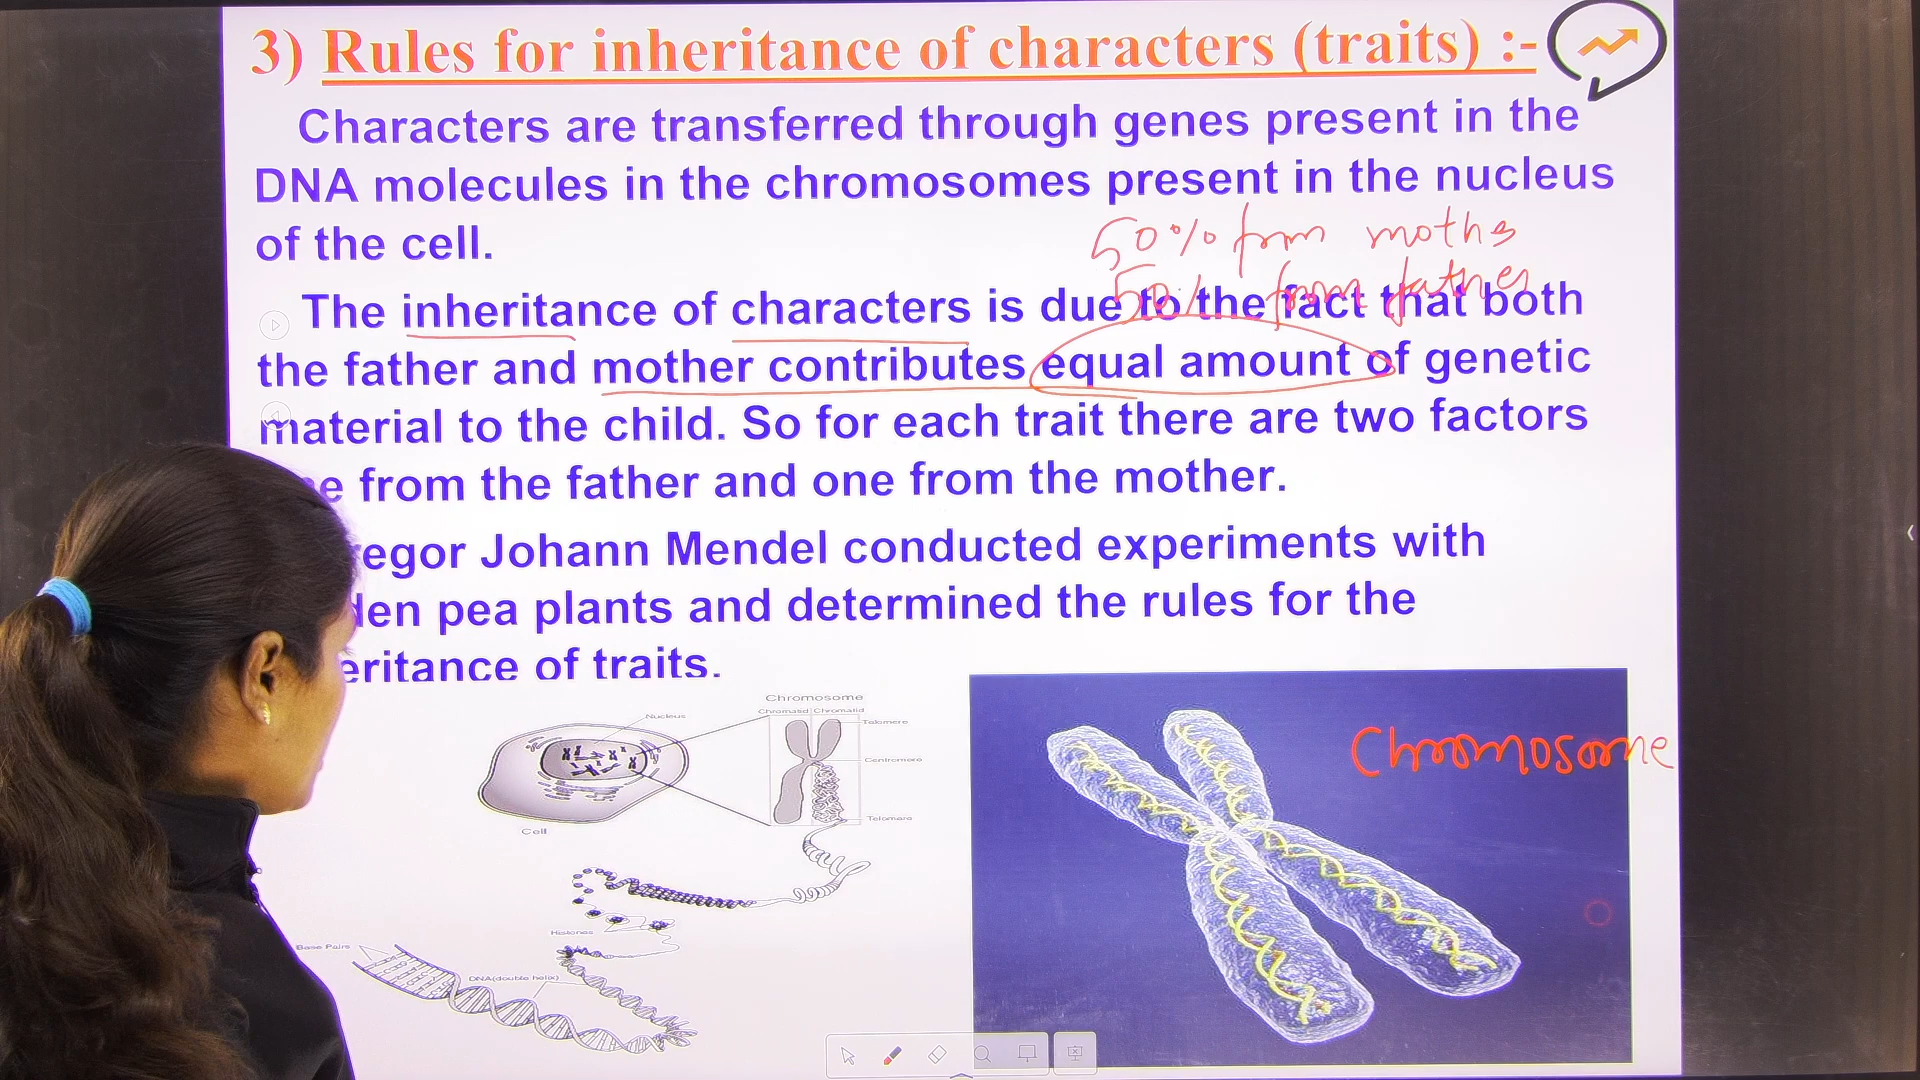 3) Rules for inheritance of characters (traits) :-
Characters are transferred through genes present in the
DNA molecules in the chromosomes present in the nucleus
of the cell.
50% from mothe
50% from father
The inheritance of characters is due to the fact that both
the father and mother contributes equal amount of genetic
material to the child. So for each trait there are two factors
from the father and one from the mother.
regor Johann Mendel conducted experiments with
den pea plants and determined the rules for the
eritance of traits.
Chromosome
Chromatid Chromatid
Nucleus
Telomere
Centromere
Telomere
Cell
Histones
Base Pairs
DNA(double helix)
Chromosome